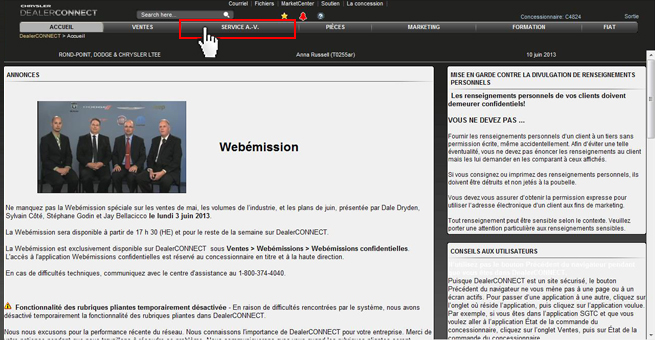 Courriel | Fichiers | MarketCenter | Soutien | La concession |
CHRYSLER
DEALERCONNECT
Search here...
Concessionnaire: C4824
Sortie
ACCUEIL
VENTES
SERVICE A.-V.
PIÈCES
MARKETING
FORMATION
FIAT
DealerCONNECT > Accueil
ROND-POINT, DODGE & CHRYSLER LTEE
Anna Russell (T0255ar)
10 juin 2013
ANNONCES
Webémission
Ne manquez pas la Webémission spéciale sur les ventes de mai, les volumes de l'industrie, et les plans de juin, présentée par Dale Dryden,
Sylvain Côté, Stéphane Godin et Jay Bellacicco le lundi 3 juin 2013.
La Webémission sera disponible à partir de 17 h 30 (HE) et pour le reste de la semaine sur DealerCONNECT.
La Webémission est exclusivement disponible sur DealerCONNECT sous Ventes > Webémissions > Webémissions confidentielles.
L'accès à l'application Webémissions confidentielles est réservé au concessionnaire en titre et à la haute direction.
En cas de difficultés techniques, communiquez avec le centre d'assistance au 1-800-374-4040.
Fonctionnalité des rubriques pliantes temporairement désactivée - En raison de difficultés rencontrées par le système, nous avons
désactivé temporairement la fonctionnalité des rubriques pliantes dans DealerCONNECT.
Nous nous excusons pour la performance récente du réseau. Nous connaissons l'importance de DealerCONNECT pour votre entreprise. Merci de
MISE EN GARDE CONTRE LA DIVULGATION DE RENSEIGNEMENTS
PERSONNELS
Les renseignements personnels de vos clients doivent
demeurer confidentiels!
VOUS NE DEVEZ PAS ...
Fournir les renseignements personnels d'un client à un tiers sans
permission écrite, même accidentellement. Afin d'éviter une telle
éventualité, vous ne devez pas énoncer les renseignements au client
mais les lui demander en les comparant à ceux affichés.
Si vous consignez ou imprimez des renseignements personnels, ils
doivent être détruits et non jetés à la poubelle.
Vous devez vous assurer d'obtenir la permission expresse pour
utiliser l'adresse électronique d'un client aux fins de marketing.
Tout renseignement peut être sensible selon le contexte. Veuillez
porter une attention particulière aux renseignements sensibles.
CONSEILS AUX UTILISATEURS
Puisque DealerCONNECT est un site sécurisé, le bouton
Précédent du navigateur ne vous mène pas à une page ou à un
écran actifs. Pour passer d'une application à une autre, cliquez sur
l'onglet où réside l'application, puis cliquez sur l'application voulue.
Par exemple, si vous êtes dans l'application SGTC et que vous
voulez aller à l'application État de la commande du
concessionnaire, cliquez sur l'onglet Ventes, puis sur État de la
commande du concessionnaire.